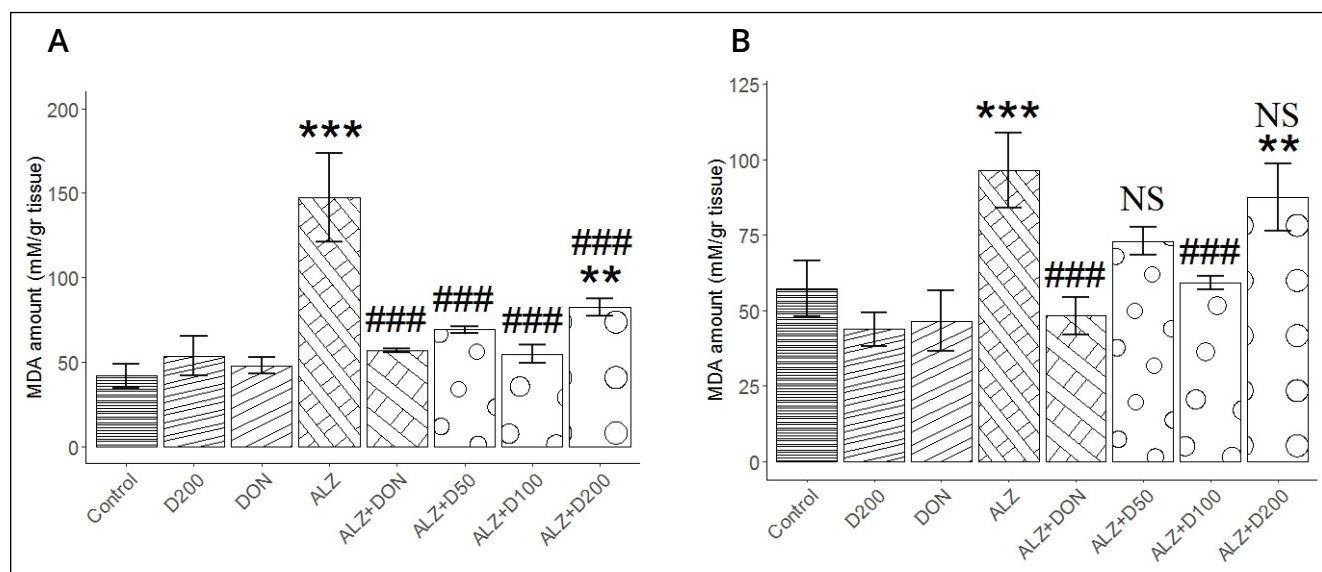 A
MDA amount (mM/gr tissue)
200
150
100
50
0
***
###
###
###
###
**
Control
D200
DON
ALZ
ALZ+DON
ALZ+D50
ALZ+D100
ALZ+D200
B
MDA amount (mM/gr tissue)
125
100
75
50
25
0
***
###
NS
###
NS
**
Control
D200
DON
ALZ
ALZ+DON
ALZ+D50
ALZ+D100
ALZ+D200